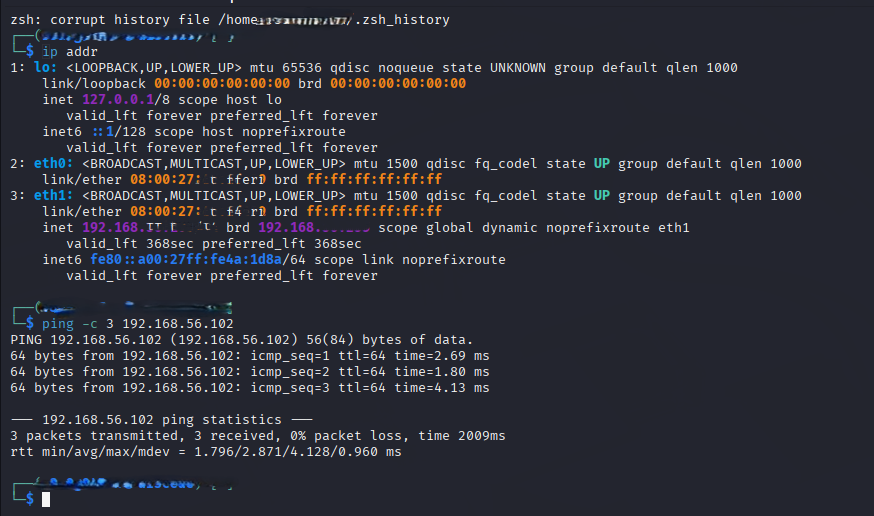 zsh: corrupt history file /home/.zsh_history
┌──(
└─$ ip addr
1: lo: <LOOPBACK,UP,LOWER_UP> mtu 65536 qdisc noqueue state UNKNOWN group default qlen 1000
link/loopback 00:00:00:00:00:00 brd 00:00:00:00:00:00
inet 127.0.0.1/8 scope host lo
valid_lft forever preferred_lft forever
inet6 ::1/128 scope host noprefixroute
valid_lft forever preferred_lft forever
2: eth0: <BROADCAST,MULTICAST,UP,LOWER_UP> mtu 1500 qdisc fq_codel state UP group default qlen 1000
link/ether 08:00:27: brd ff:ff:ff:ff:ff:ff
3: eth1: <BROADCAST,MULTICAST,UP,LOWER_UP> mtu 1500 qdisc fq_codel state UP group default qlen 1000
link/ether 08:00:27: brd ff:ff:ff:ff:ff:ff
inet 192.168. brd 192.168. scope global dynamic noprefixroute eth1
valid_lft 368sec preferred_lft 368sec
inet6 fe80::a00:27ff:fe4a:1d8a/64 scope link noprefixroute
valid_lft forever preferred_lft forever
┌──(
└─$ ping -c 3 192.168.56.102
PING 192.168.56.102 (192.168.56.102) 56(84) bytes of data.
64 bytes from 192.168.56.102: icmp_seq=1 ttl=64 time=2.69 ms
64 bytes from 192.168.56.102: icmp_seq=2 ttl=64 time=1.80 ms
64 bytes from 192.168.56.102: icmp_seq=3 ttl=64 time=4.13 ms
--- 192.168.56.102 ping statistics ---
3 packets transmitted, 3 received, 0% packet loss, time 2009ms
rtt min/avg/max/mdev = 1.796/2.871/4.128/0.960 ms
┌──(
└─$